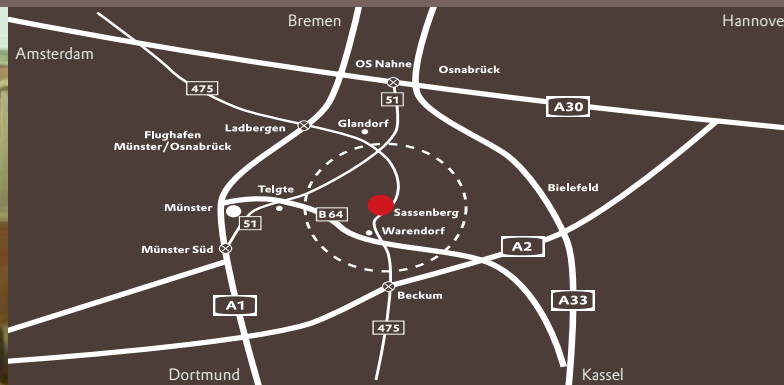 Bremen
Hannove
Amsterdam
OS Nahne
Osnabrück
475
51
A30
Ladbergen
Glandorf
Flughafen
Münster/Osnabrück
Telgte
Bielefeld
Münster
B 64
Sassenberg
51
Warendorf
Münster Süd
A2
Beckum
A1
A33
475
Dortmund
Kassel